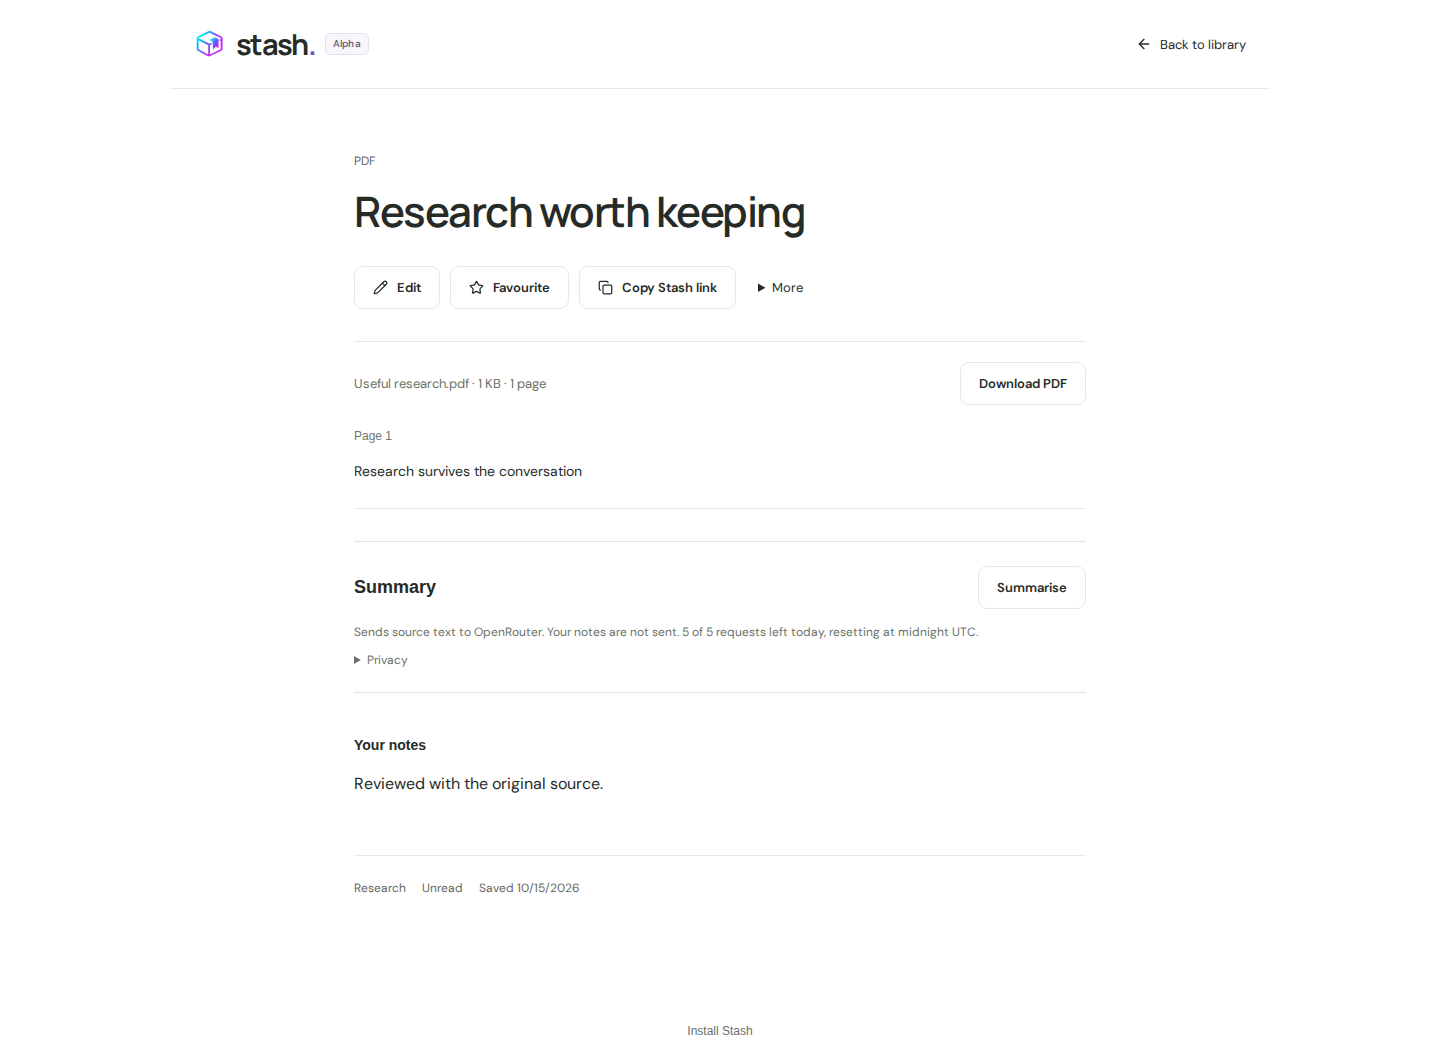 stash. Alpha
Back to library
PDF
Research worth keeping
Edit Favourite Copy Stash link More
Useful research.pdf · 1 KB · 1 page Download PDF
Page 1
Research survives the conversation
Summary Summarise
Sends source text to OpenRouter. Your notes are not sent. 5 of 5 requests left today, resetting at midnight UTC.
Privacy
Your notes
Reviewed with the original source.
Research Unread Saved 10/15/2026
Install Stash